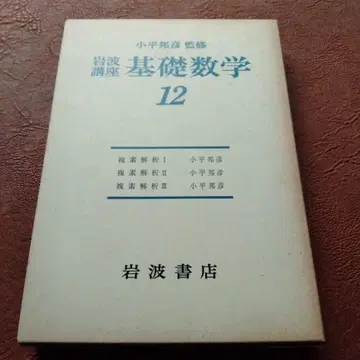 小平邦彦 監修
岩波講座 基礎数学
12
複素解析 I 小平邦彦
複素解析 II 小平邦彦
複素解析 III 小平邦彦
岩波書店